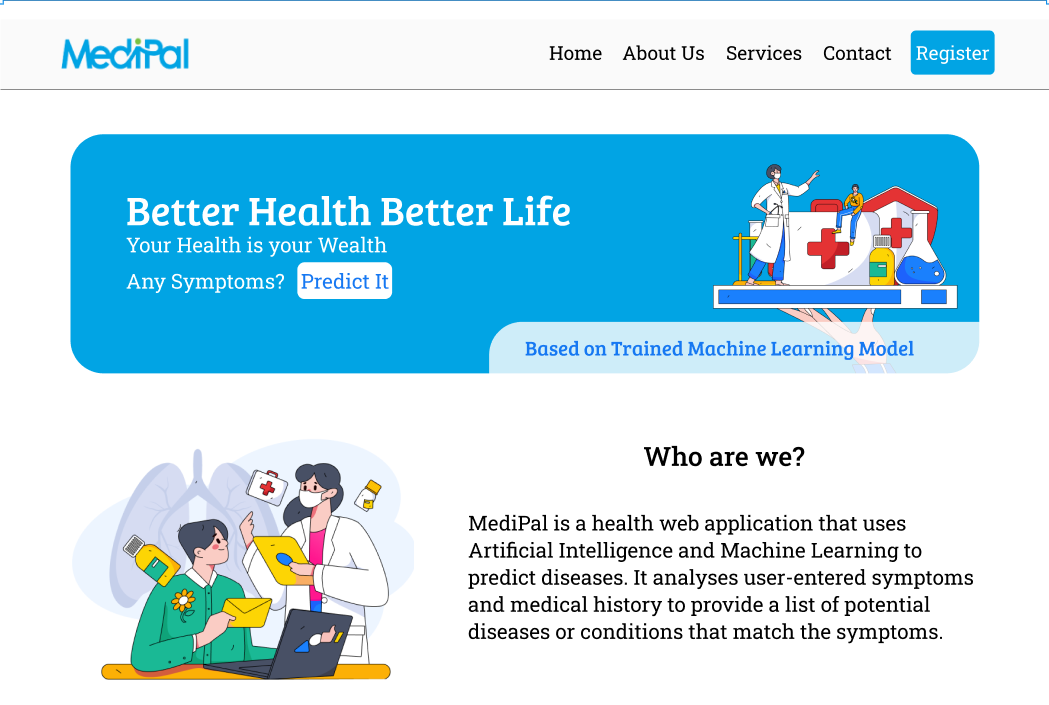 MediPal
Home About Us Services Contact Register
Better Health Better Life
Your Health is your Wealth
Any Symptoms? Predict It
Based on Trained Machine Learning Model
Who are we?
MediPal is a health web application that uses
Artificial Intelligence and Machine Learning to
predict diseases. It analyses user-entered symptoms
and medical history to provide a list of potential
diseases or conditions that match the symptoms.